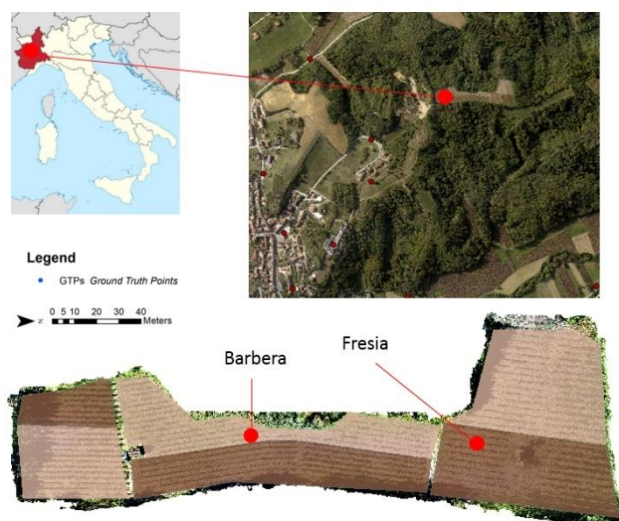 Legend
GTPs Ground Truth Points
N
0 5 10 20 30 40
Meters
Barbera
Fresia